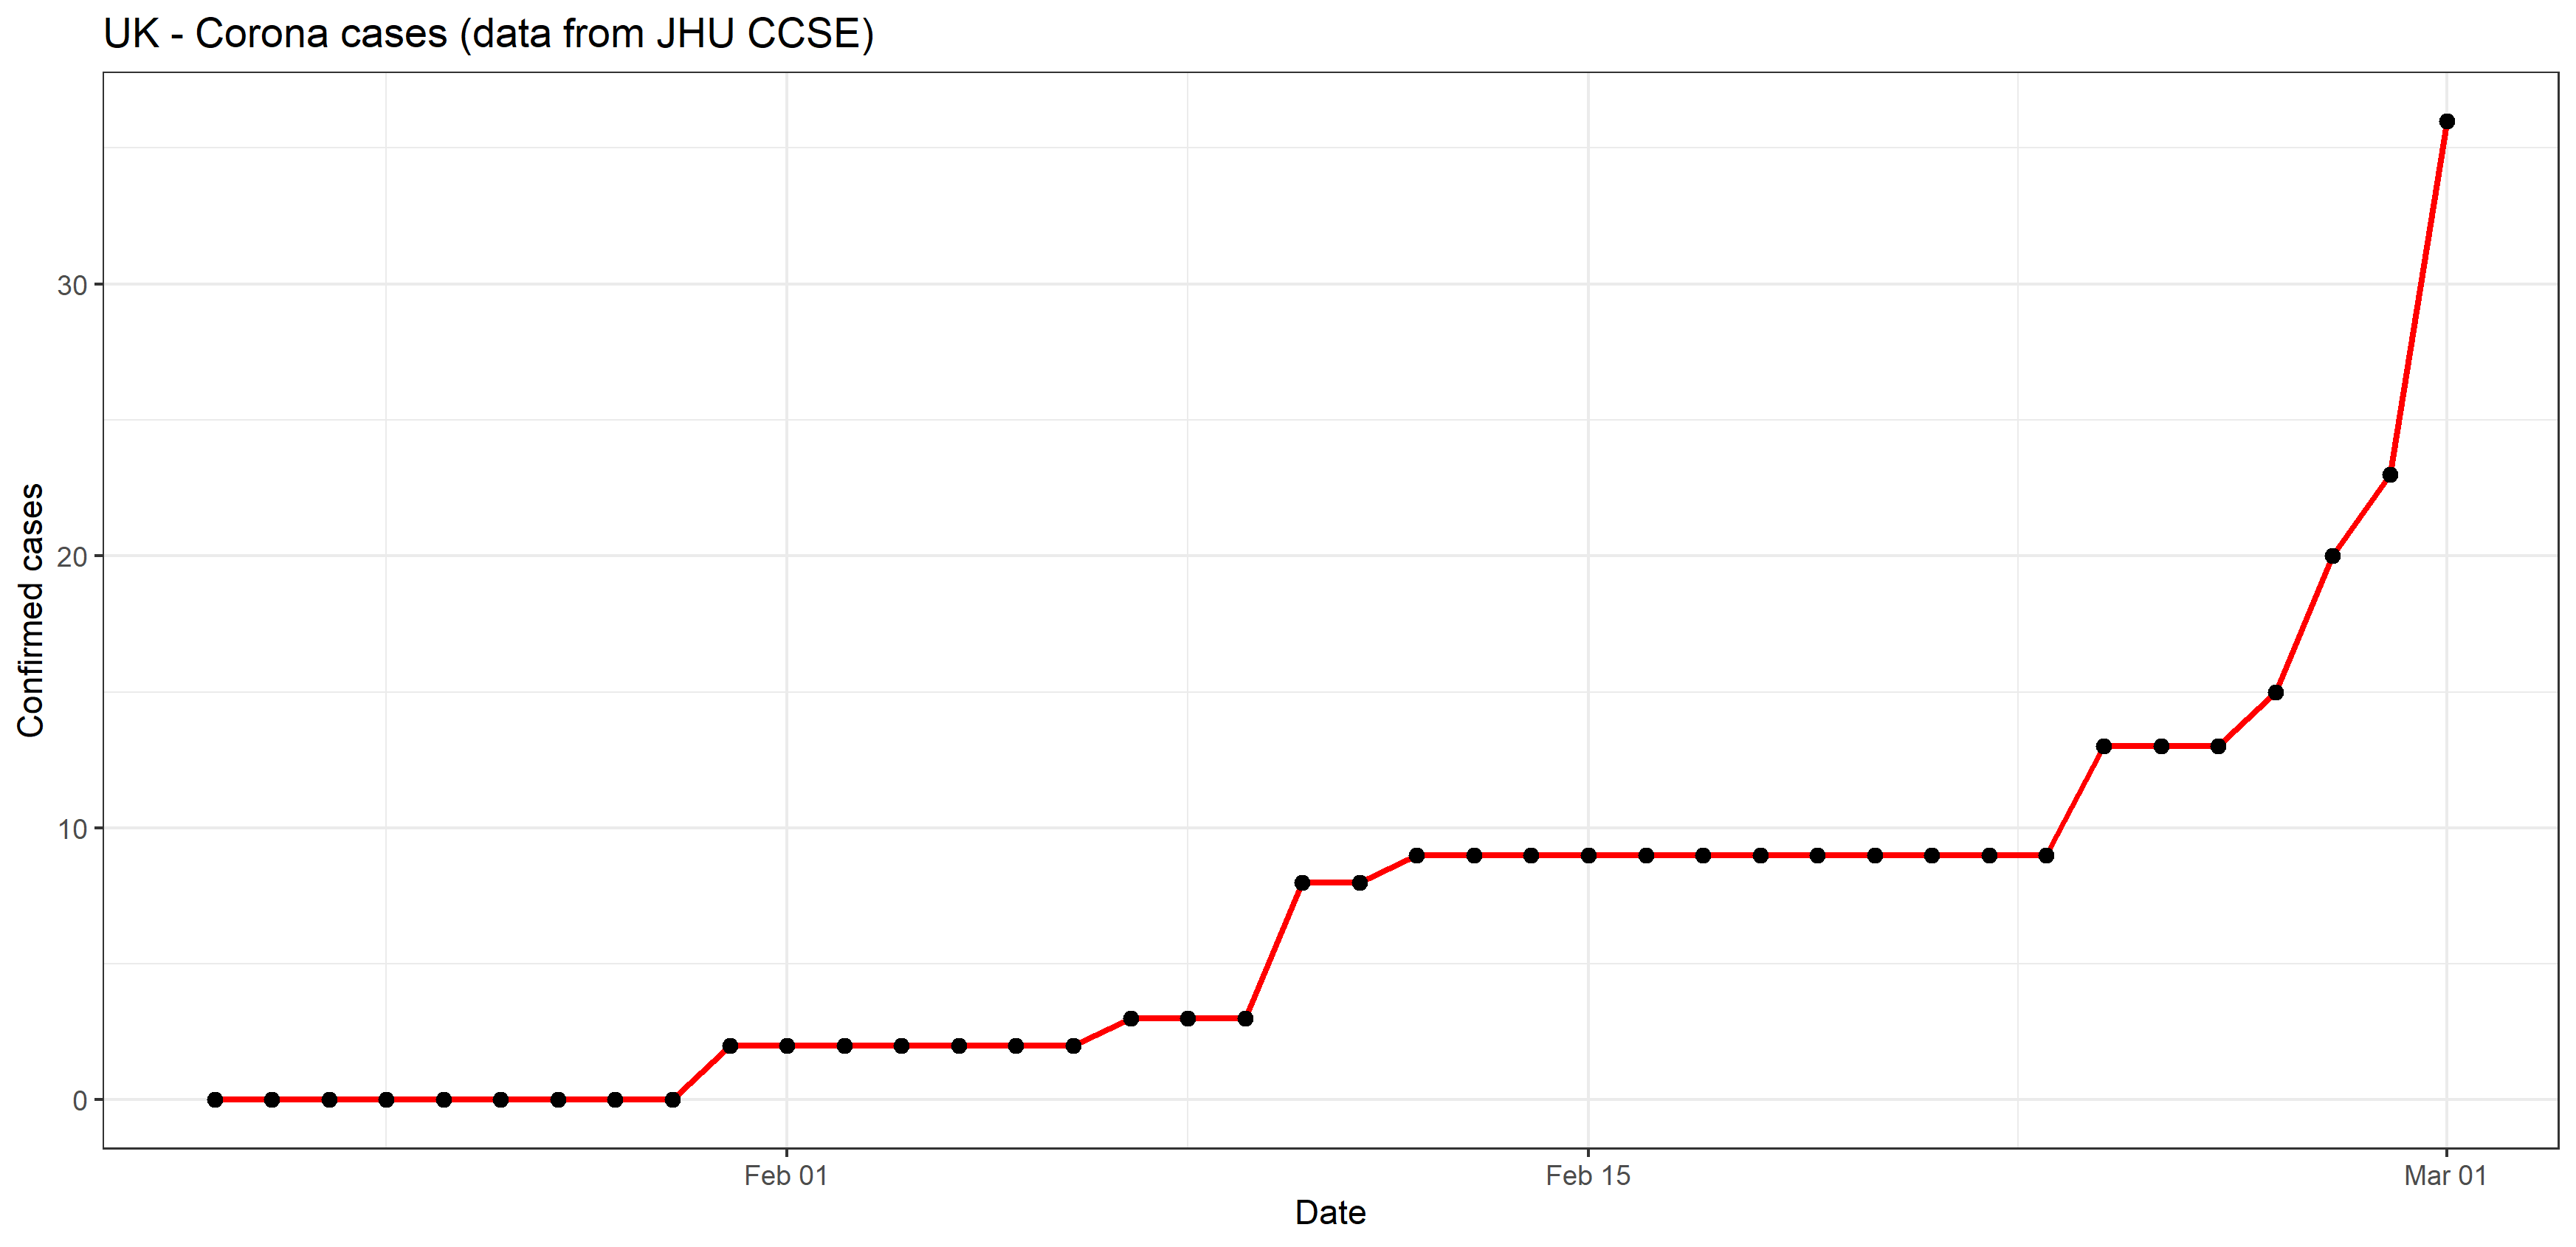 UK - Corona cases (data from JHU CCSE)
30
20
10
0
Confirmed cases
Feb 01
Feb 15
Mar 01
Date